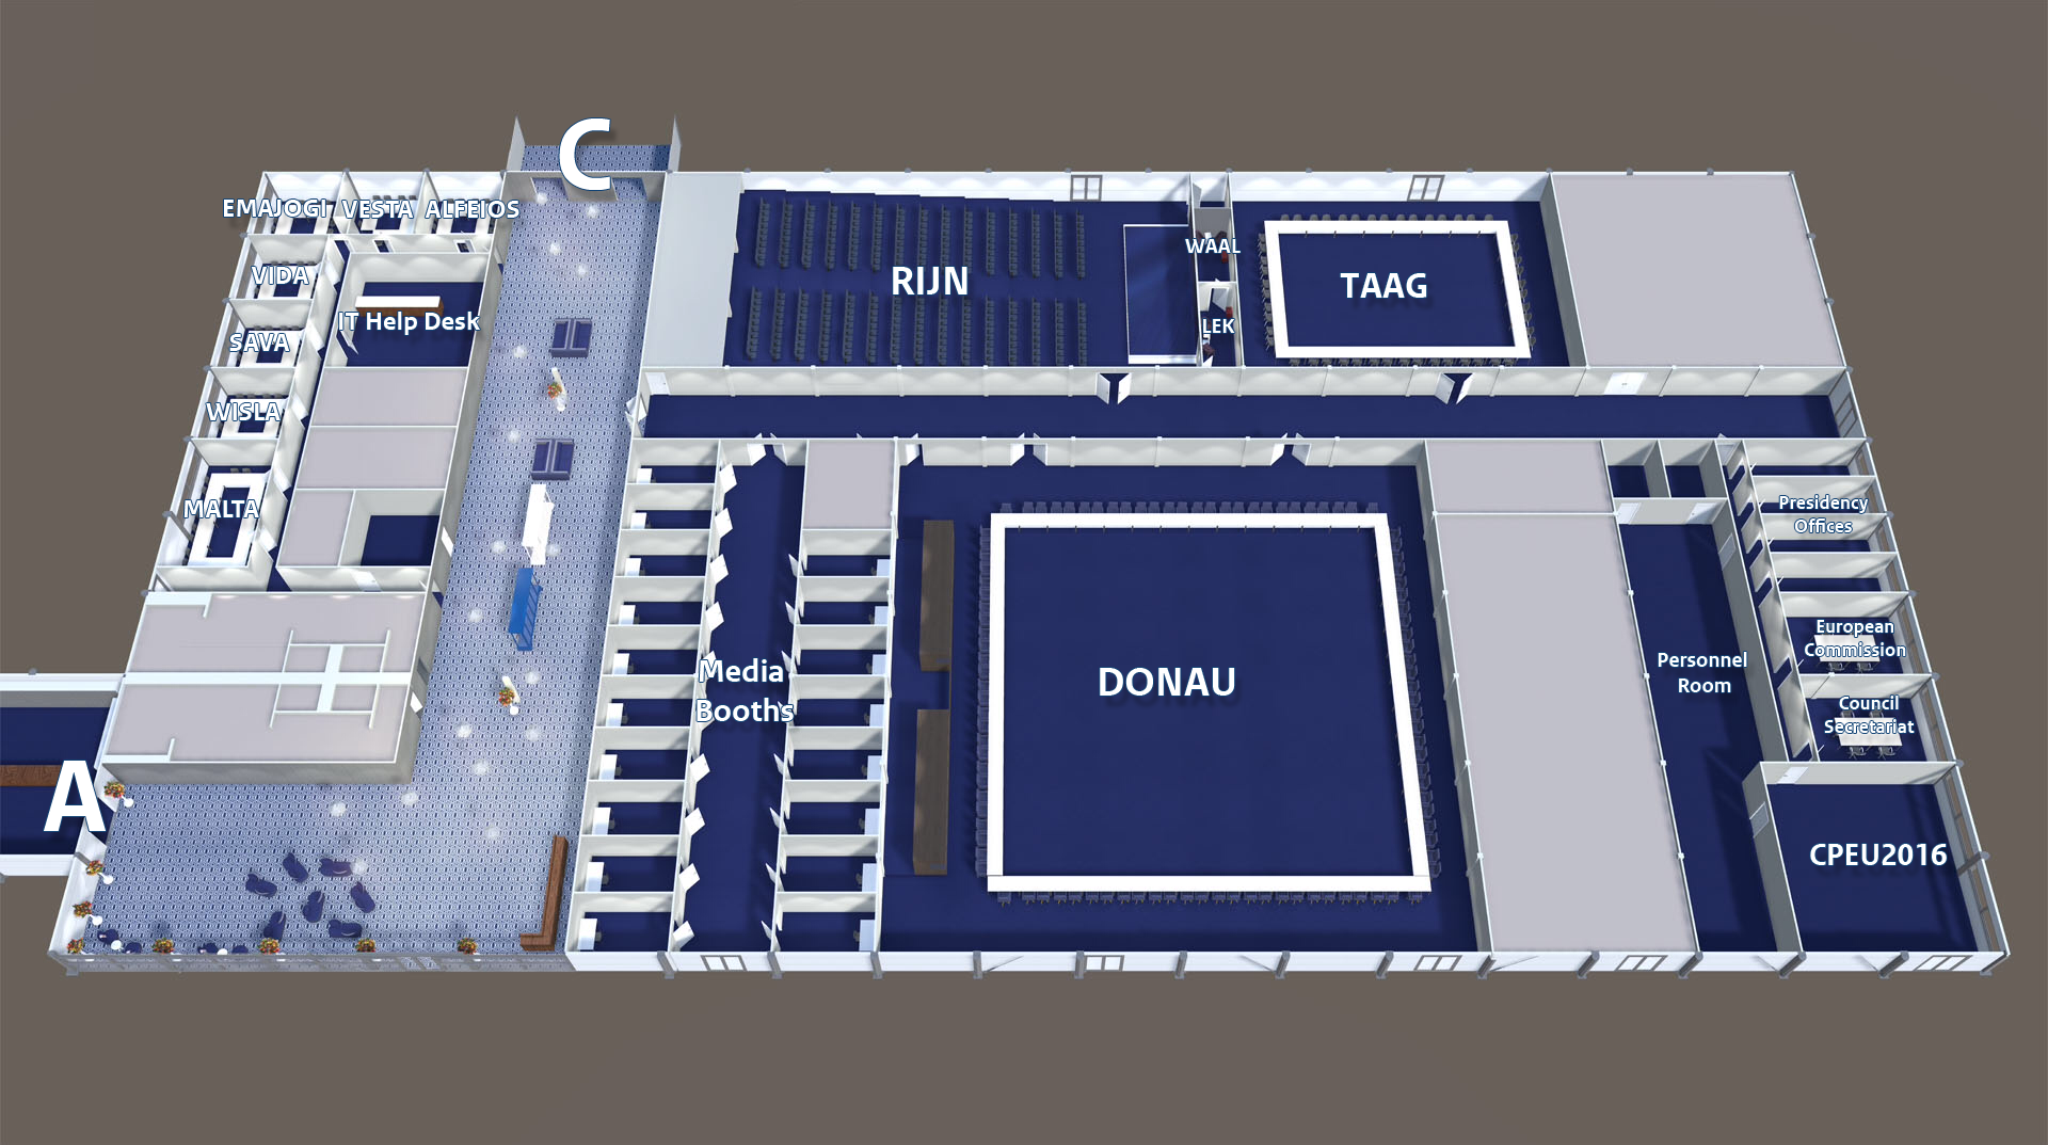 C
EMAJOGI
VESTA
ALFEIOS
VIDA
IT Help Desk
SAVA
WISLA
MALTA
RIJN
WAAL
LEK
TAAG
Media
Booths
DONAU
Personnel
Room
Presidency
Offices
European
Commission
Council
Secretariat
CPEU2016
A